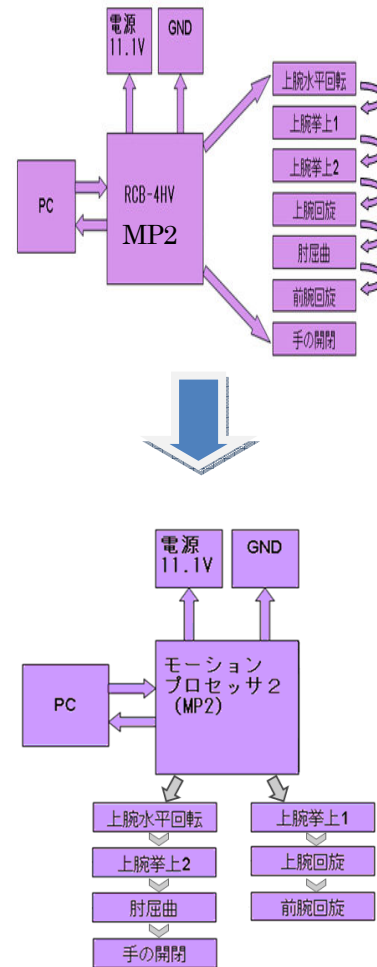 電源
11.1V
GND
PC
RCB-4HV
MP2
上腕水平回転
上腕挙上1
上腕挙上2
上腕回旋
肘屈曲
前腕回旋
手の開閉
電源
11.1V
GND
PC
モーション
プロセッサ2
(MP2)
上腕水平回転
上腕挙上2
肘屈曲
手の開閉
上腕挙上1
上腕回旋
前腕回旋